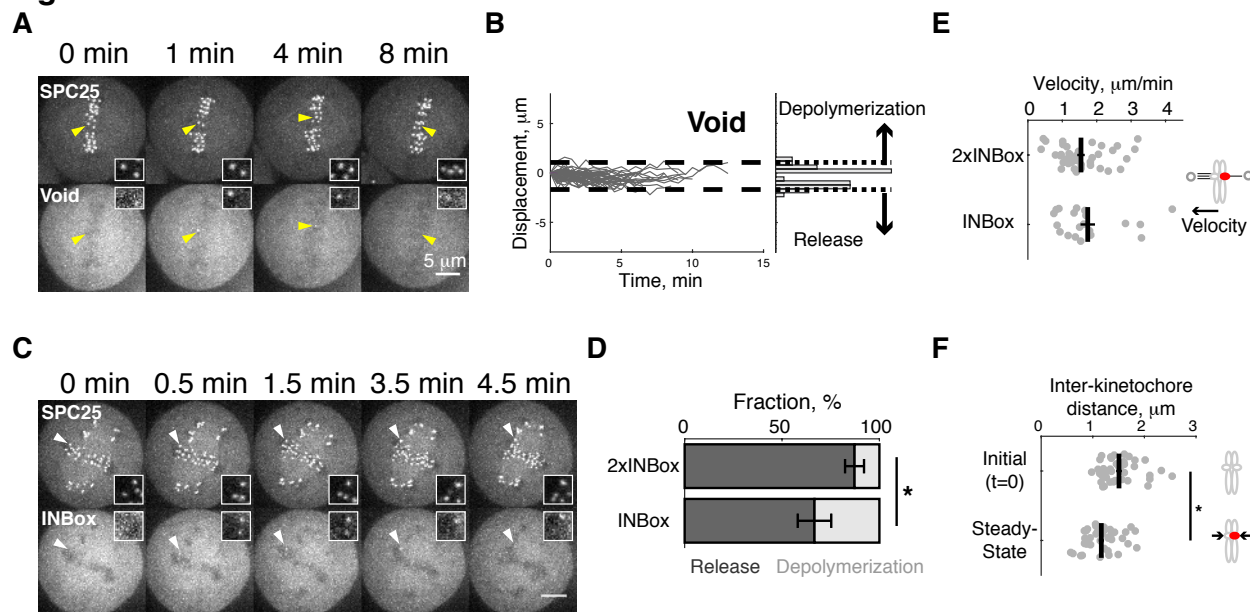 A
0 min 1 min 4 min 8 min
SPC25
Void
5 μm
B
Displacement, μm
5
0
-5
0 5 10 15
Time, min
Void
Depolymerization
Release
E
Velocity, μm/min
0 1 2 3 4
2xINBox
INBox
Velocity
C
0 min 0.5 min 1.5 min 3.5 min 4.5 min
SPC25
INBox
D
Fraction, %
0 50 100
2xINBox
INBox
*
Release Depolymerization
F
Inter-kinetochore
distance, μm
0 1 2 3
Initial
(t=0)
Steady-
State
*